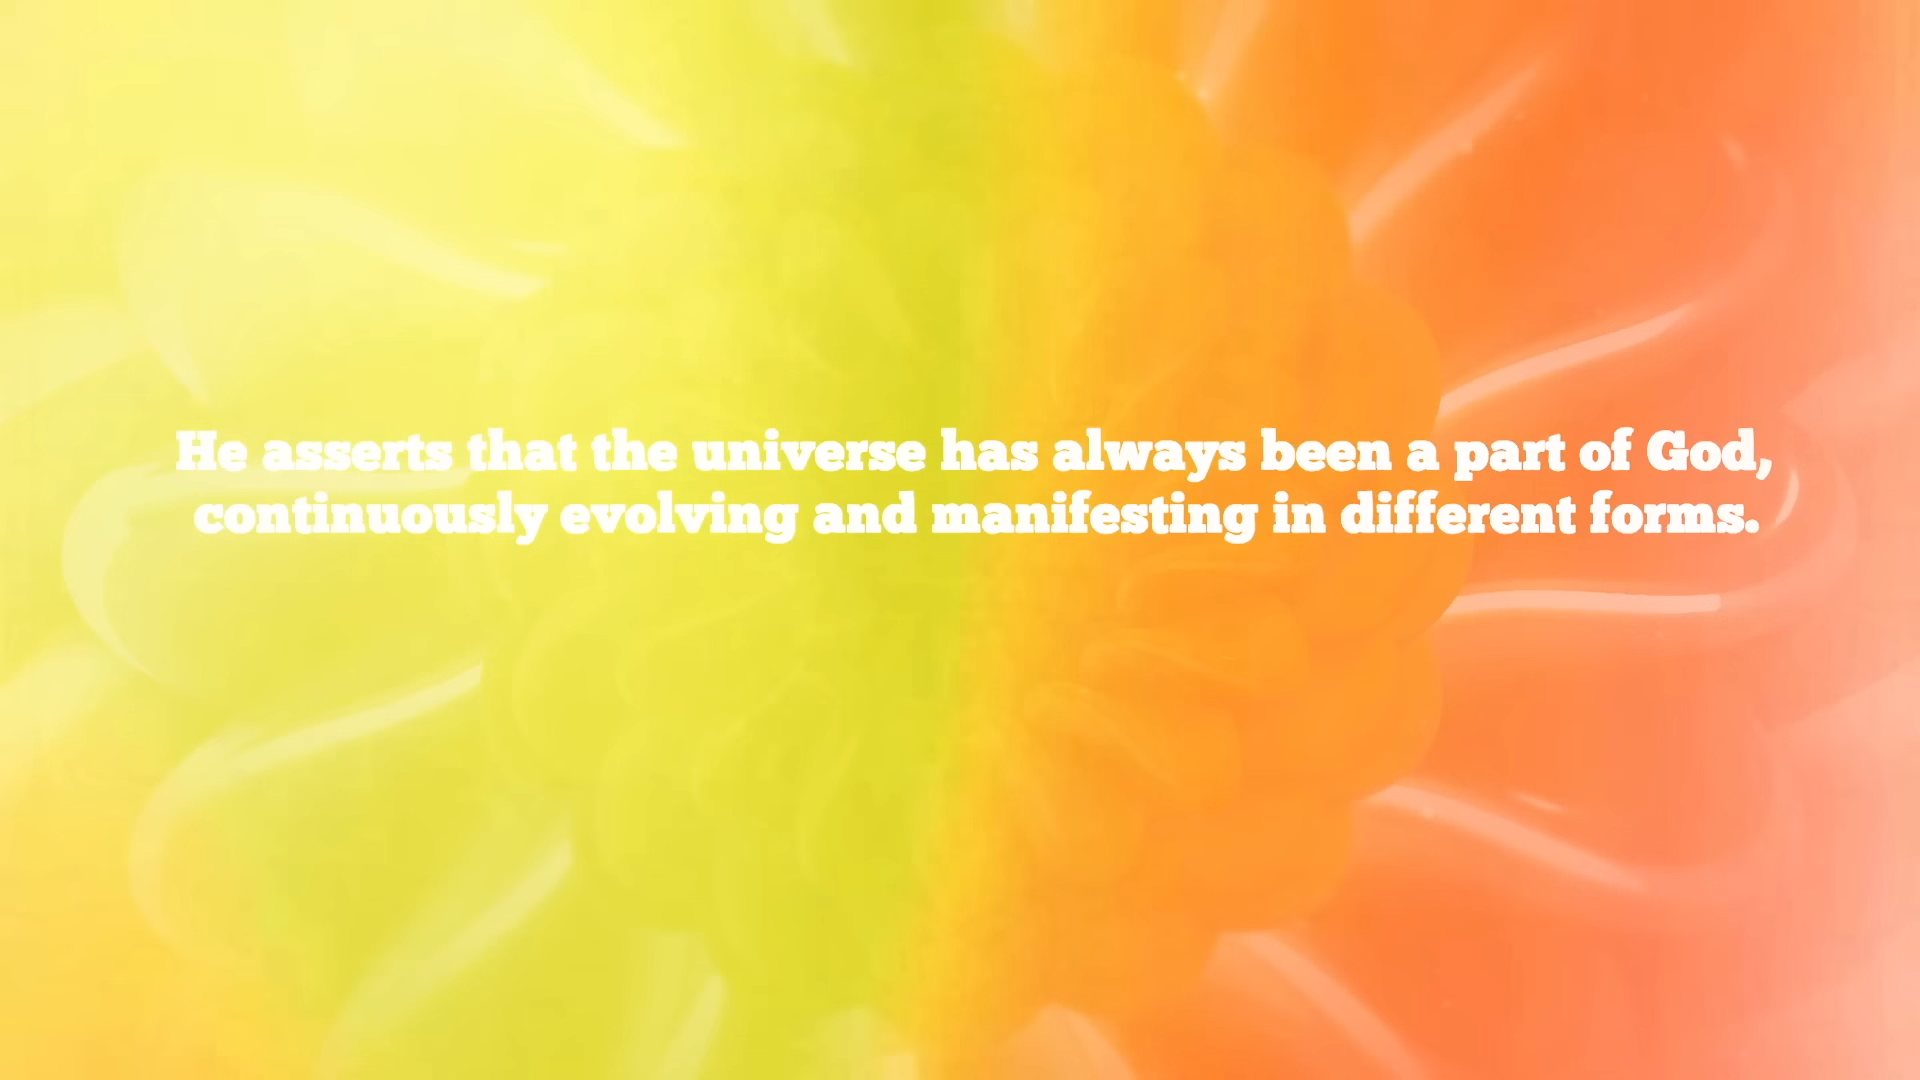 He asserts that the universe has always been a part of God,
continuously evolving and manifesting in different forms.